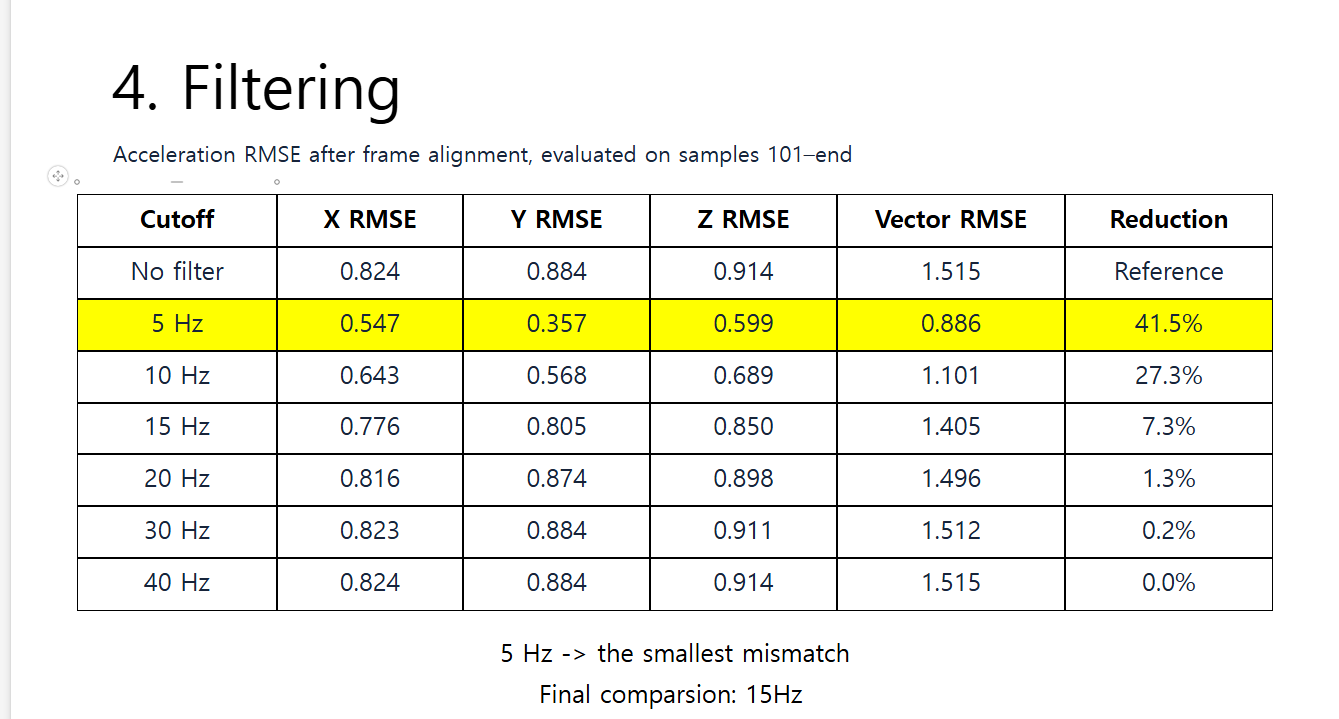 4. Filtering
Acceleration RMSE after frame alignment, evaluated on samples 101–end
Cutoff X RMSE Y RMSE Z RMSE Vector RMSE Reduction
No filter 0.824 0.884 0.914 1.515 Reference
5 Hz 0.547 0.357 0.599 0.886 41.5%
10 Hz 0.643 0.568 0.689 1.101 27.3%
15 Hz 0.776 0.805 0.850 1.405 7.3%
20 Hz 0.816 0.874 0.898 1.496 1.3%
30 Hz 0.823 0.884 0.911 1.512 0.2%
40 Hz 0.824 0.884 0.914 1.515 0.0%
5 Hz -> the smallest mismatch
Final comparsion: 15Hz